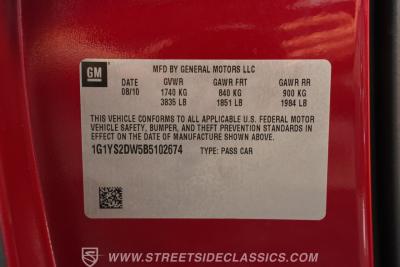 GM
MFD BY GENERAL MOTORS LLC
DATE GVWR GAWR FRT GAWR RR
08/10 1740 KG 840 KG 900 KG
3835 LB 1851 LB 1984 LB
THIS VEHICLE CONFORMS TO ALL APPLICABLE U.S. FEDERAL MOTOR
VEHICLE SAFETY, BUMPER, AND THEFT PREVENTION STANDARDS IN
EFFECT ON THE DATE OF MANUFACTURE SHOWN ABOVE.
1G1YS2DW5B5102674 TYPE: PASS CAR
WWW.STREETSIDECLASSICS.COM